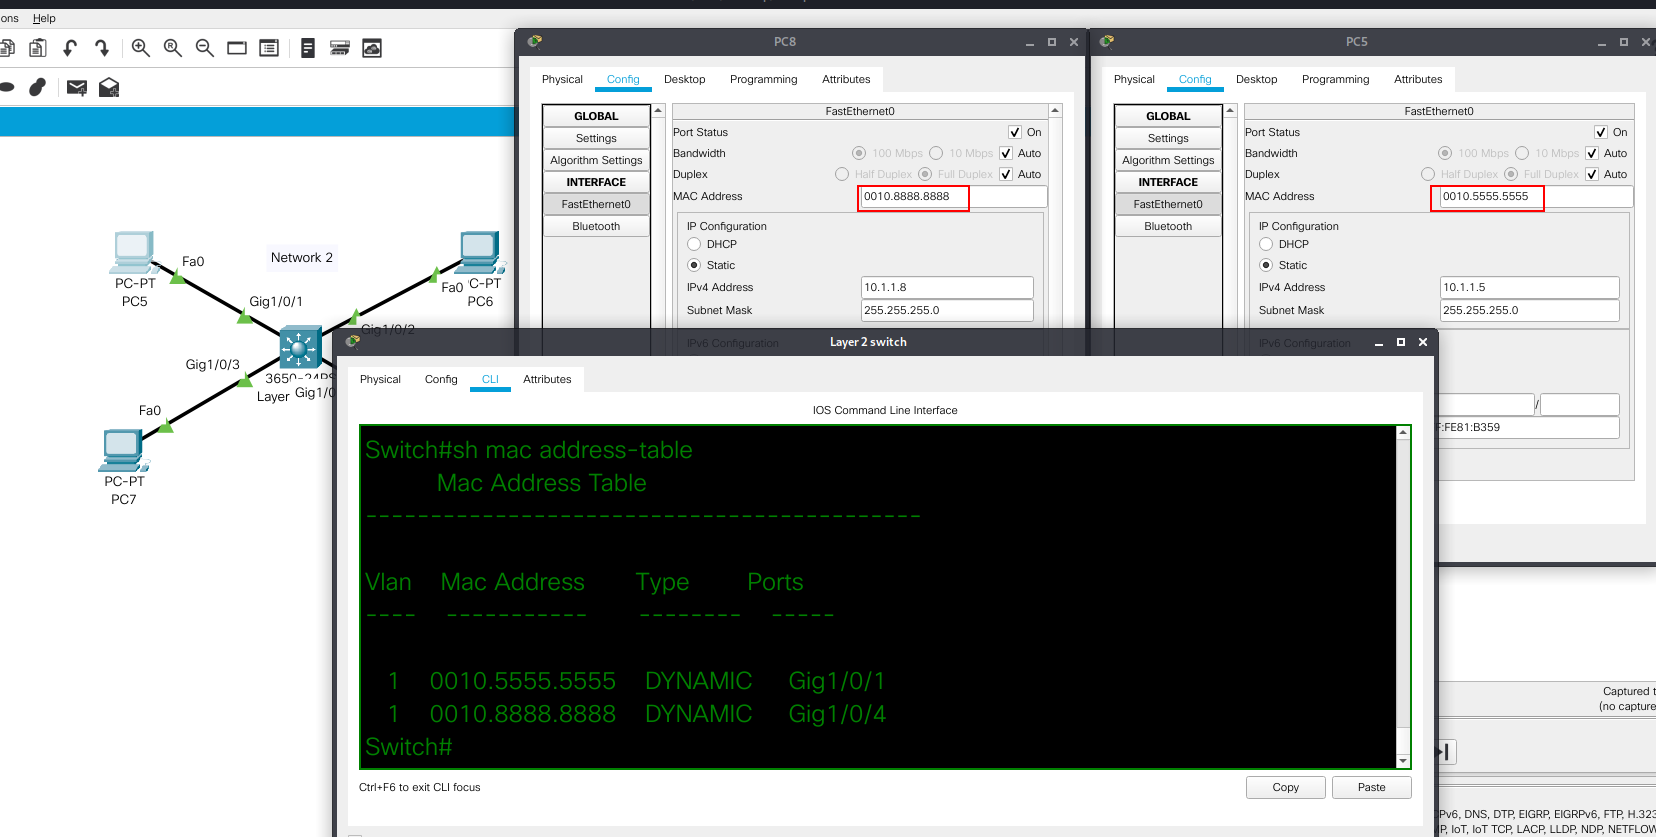 ons Help
PC8
Physical Config Desktop Programming Attributes
GLOBAL
Settings
Algorithm Settings
INTERFACE
FastEthernet0
Bluetooth
FastEthernet0
Port Status On
Bandwidth 100 Mbps 10 Mbps Auto
Duplex Half Duplex Full Duplex Auto
MAC Address 0010.8888.8888
IP Configuration
DHCP
Static
IPv4 Address 10.1.1.8
Subnet Mask 255.255.255.0
IPv6 Configuration
PC5
Physical Config Desktop Programming Attributes
GLOBAL
Settings
Algorithm Settings
INTERFACE
FastEthernet0
Bluetooth
FastEthernet0
Port Status On
Bandwidth 100 Mbps 10 Mbps Auto
Duplex Half Duplex Full Duplex Auto
MAC Address 0010.5555.5555
IP Configuration
DHCP
Static
IPv4 Address 10.1.1.5
Subnet Mask 255.255.255.0
IPv6 Configuration
/
F:FE81:B359
Network 2
Fa0
PC-PT
PC5
Gig1/0/1
Fa0
C-PT
PC6
Gig1/0/2
Gig1/0/3
3650-24PS
Layer
Gig1/0
Fa0
PC-PT
PC7
Layer 2 switch
Physical Config CLI Attributes
IOS Command Line Interface
Switch#sh mac address-table
Mac Address Table
-------------------------------------------
Vlan Mac Address Type Ports
---- ----------- -------- -----
1 0010.5555.5555 DYNAMIC Gig1/0/1
1 0010.8888.8888 DYNAMIC Gig1/0/4
Switch#
Ctrl+F6 to exit CLI focus
Copy Paste
Captured t
(no capture
Pv6, DNS, DTP, EIGRP, EIGRPv6, FTP, H.323
P, IoT, IoT TCP, LACP, LLDP, NDP, NETFLOW